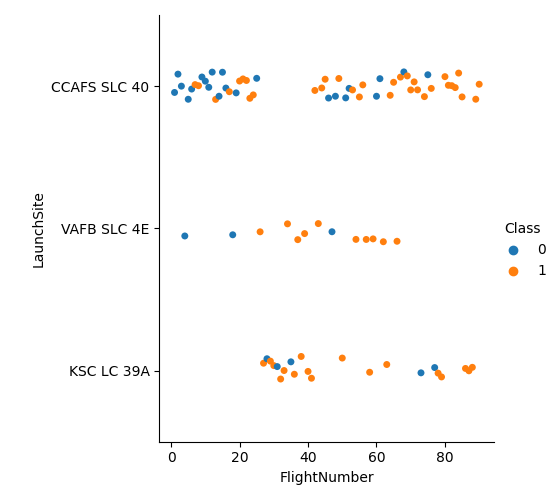 CCAFS SLC 40
VAFB SLC 4E
KSC LC 39A
LaunchSite
0
20
40
60
80
FlightNumber
Class
0
1